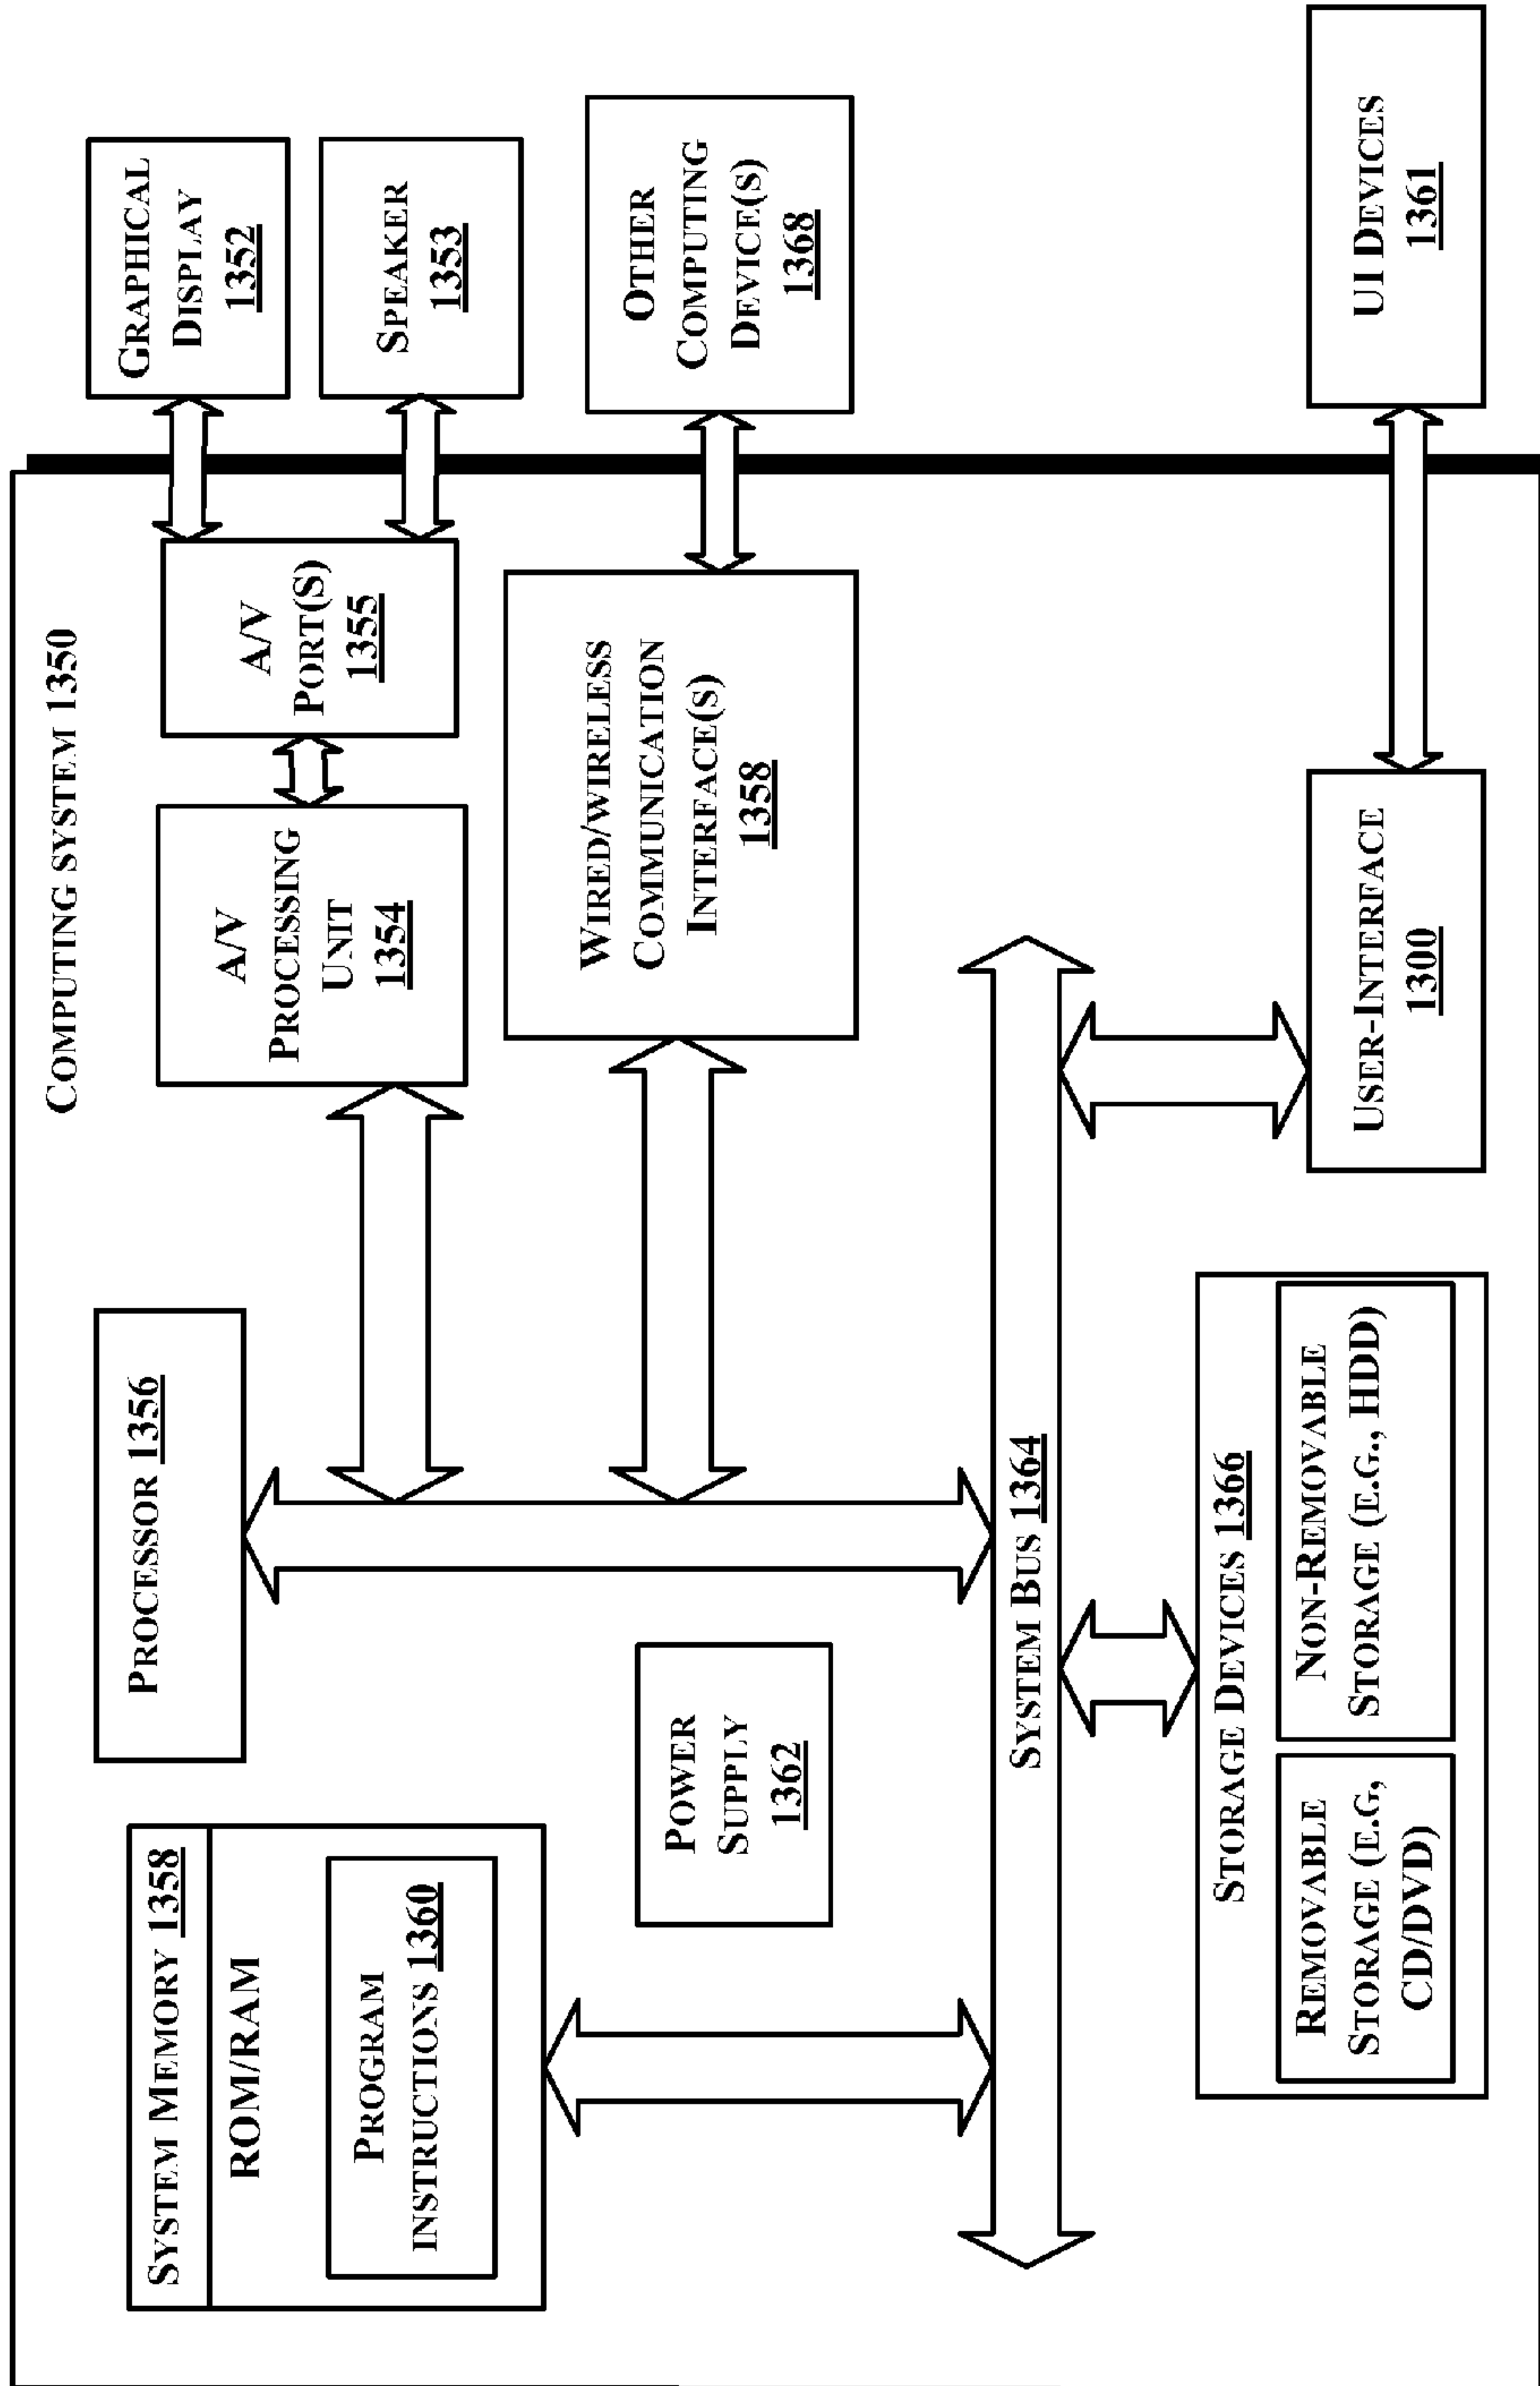 COMPUTING SYSTEM 1350
SYSTEM MEMORY 1358
ROM/RAM
PROGRAM
INSTRUCTIONS 1360
PROCESSOR 1356
A/V
PROCESSING
UNIT
1354
A/V
PORT(S)
1355
GRAPHICAL
DISPLAY
1352
SPEAKER
1353
POWER
SUPPLY
1362
WIRED/WIRELESS
COMMUNICATION
INTERFACE(S)
1358
OTHER
COMPUTING
DEVICE(S)
1368
SYSTEM BUS 1364
STORAGE DEVICES 1366
REMOVABLE
STORAGE (E.G,
CD/DVD)
NON-REMOVABLE
STORAGE (E.G., HDD)
USER-INTERFACE
1300
UI DEVICES
1361